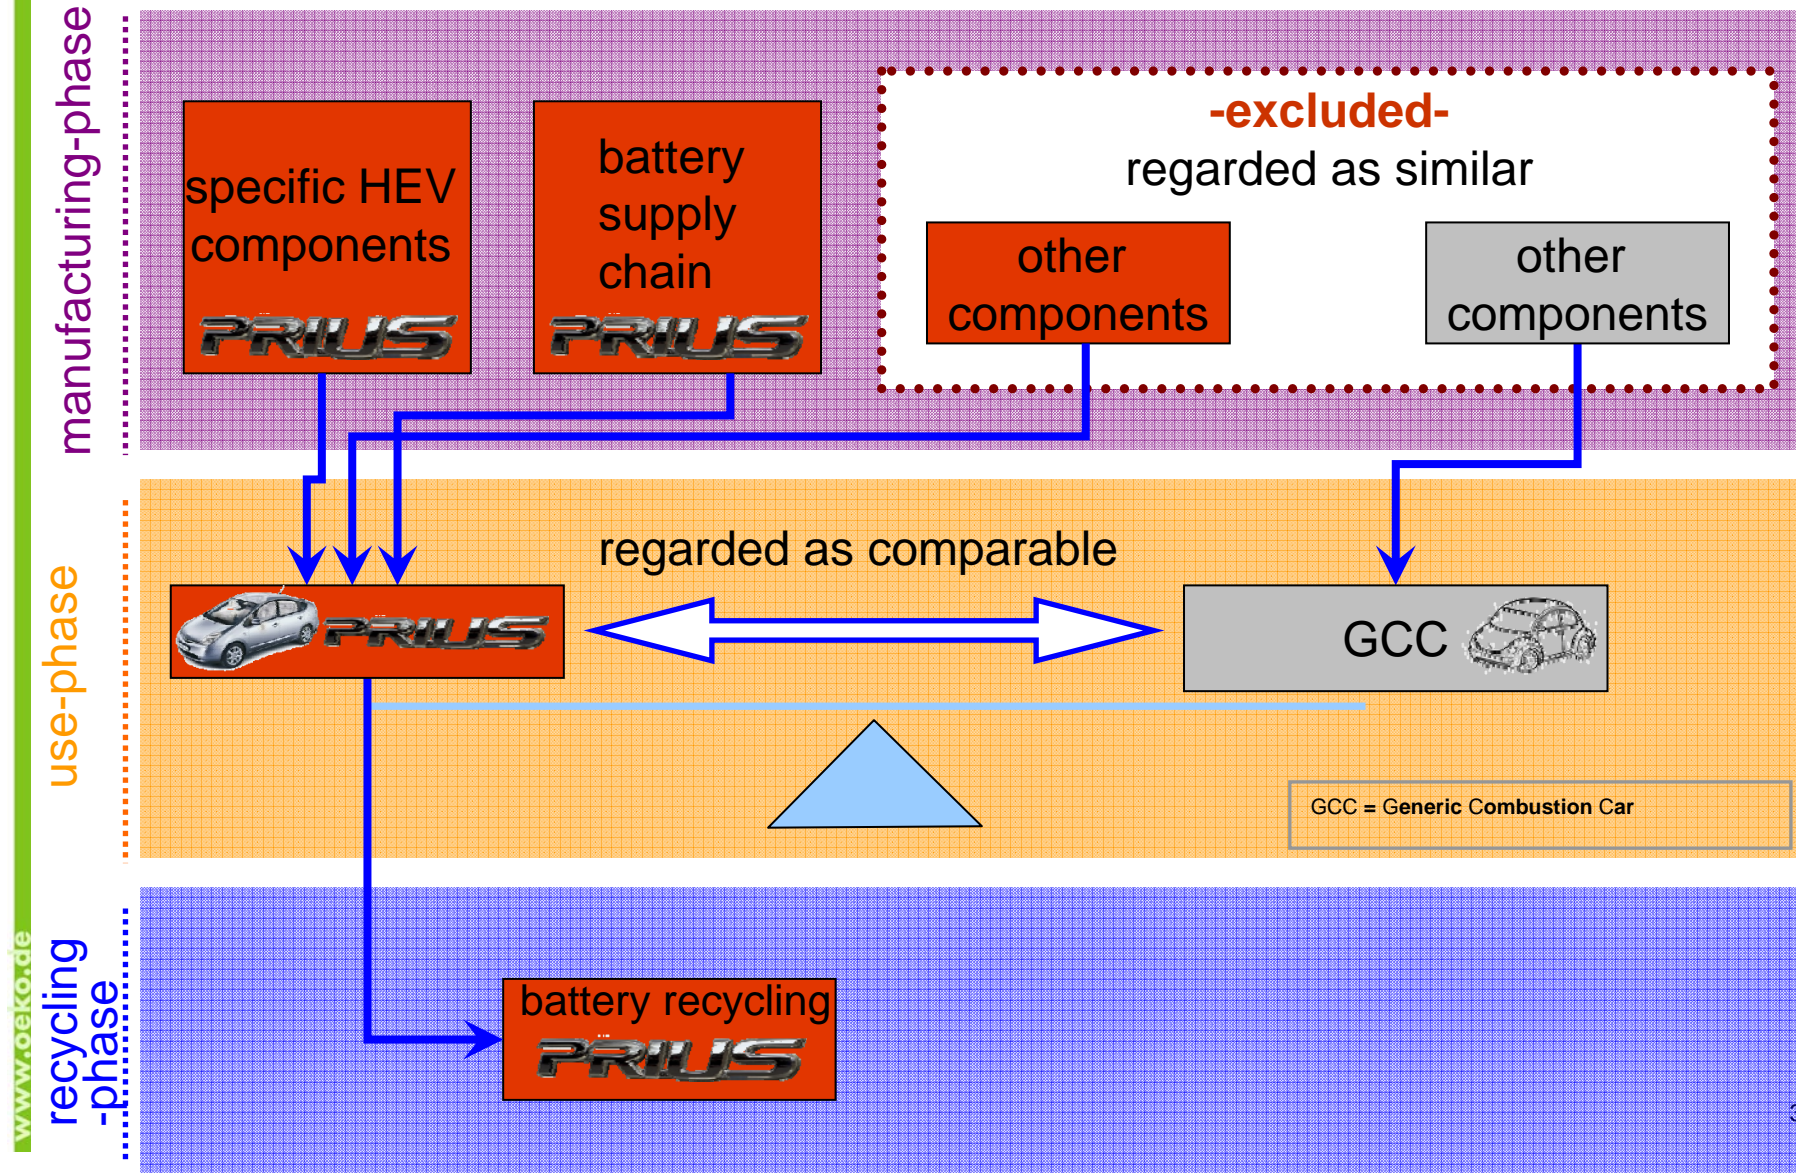 manufacturing-phase
specific HEV
components
PRIUS
battery
supply
chain
PRIUS
-excluded-
regarded as similar
other
components
other
components
use-phase
regarded as comparable
PRIUS
GCC
GCC = Generic Combustion Car
recycling
-phase
battery recycling
PRIUS
www.oeko.de
3